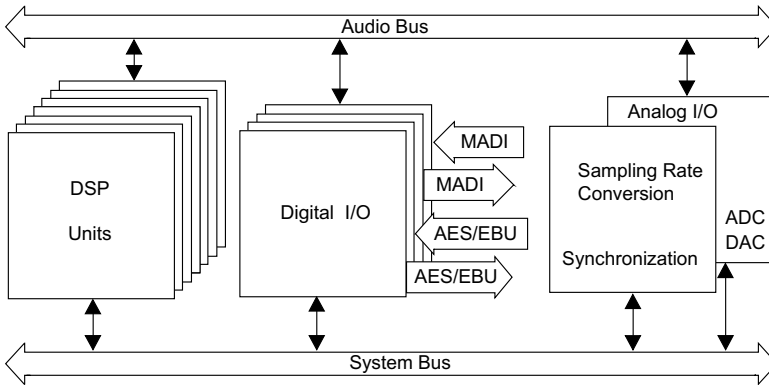 Audio Bus
DSP
Units
Digital I/O
MADI
MADI
AES/EBU
AES/EBU
Analog I/O
Sampling Rate
Conversion
Synchronization
ADC
DAC
System Bus